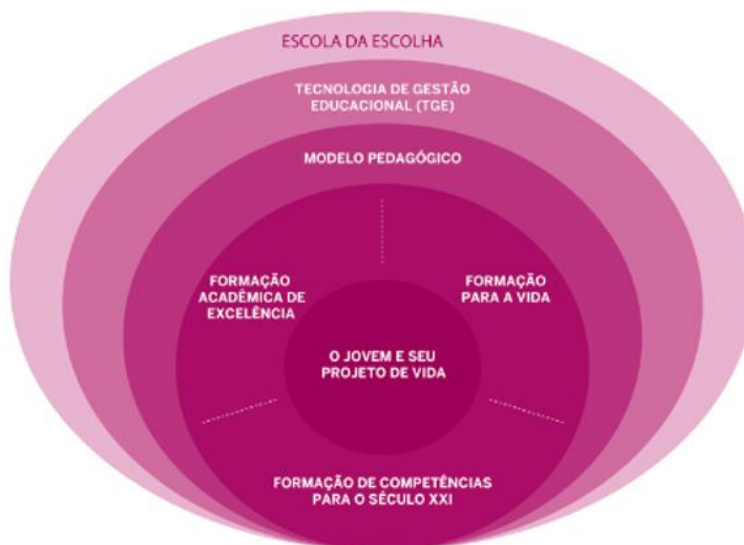 ESCOLA DA ESCOLHA
TECNOLOGIA DE GESTÃO
EDUCACIONAL (TGE)
MODELO PEDAGÓGICO
FORMAÇÃO
ACADÊMICA DE
EXCELÊNCIA
FORMAÇÃO
PARA A VIDA
O JOVEM E SEU
PROJETO DE VIDA
FORMAÇÃO DE COMPETÊNCIAS
PARA O SÉCULO XXI